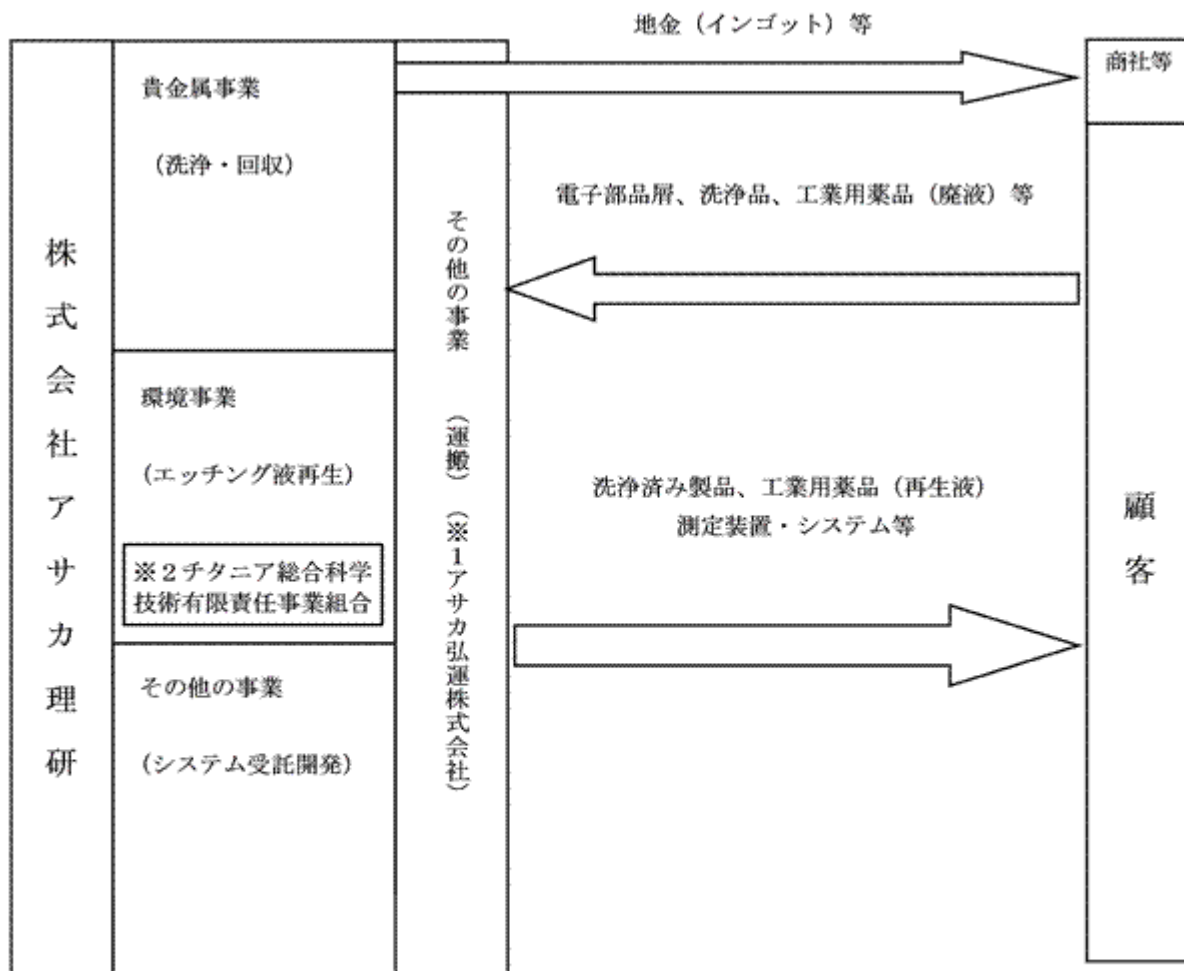 地金（インゴット）等
商社等
貴金属事業
（洗浄・回収）
電子部品層、洗浄品、工業用薬品（廃液）等
株式会社アサカ理研
その他の事業　（運搬）（※１アサカ弘運株式会社）
環境事業
（エッチング液再生）
※２チタニア総合科学
技術有限責任事業組合
洗浄済み製品、工業用薬品（再生液）
測定装置・システム等
顧客
その他の事業
（システム受託開発）